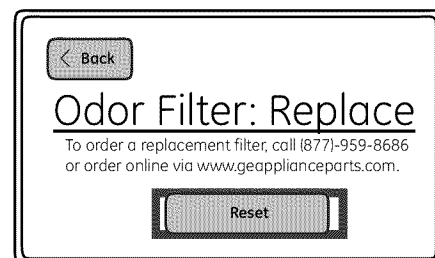 Back
Odor Filter: Replace
To order a replacement filter, call (877)-959-8686
or order online via www.geapplianceparts.com.
Reset